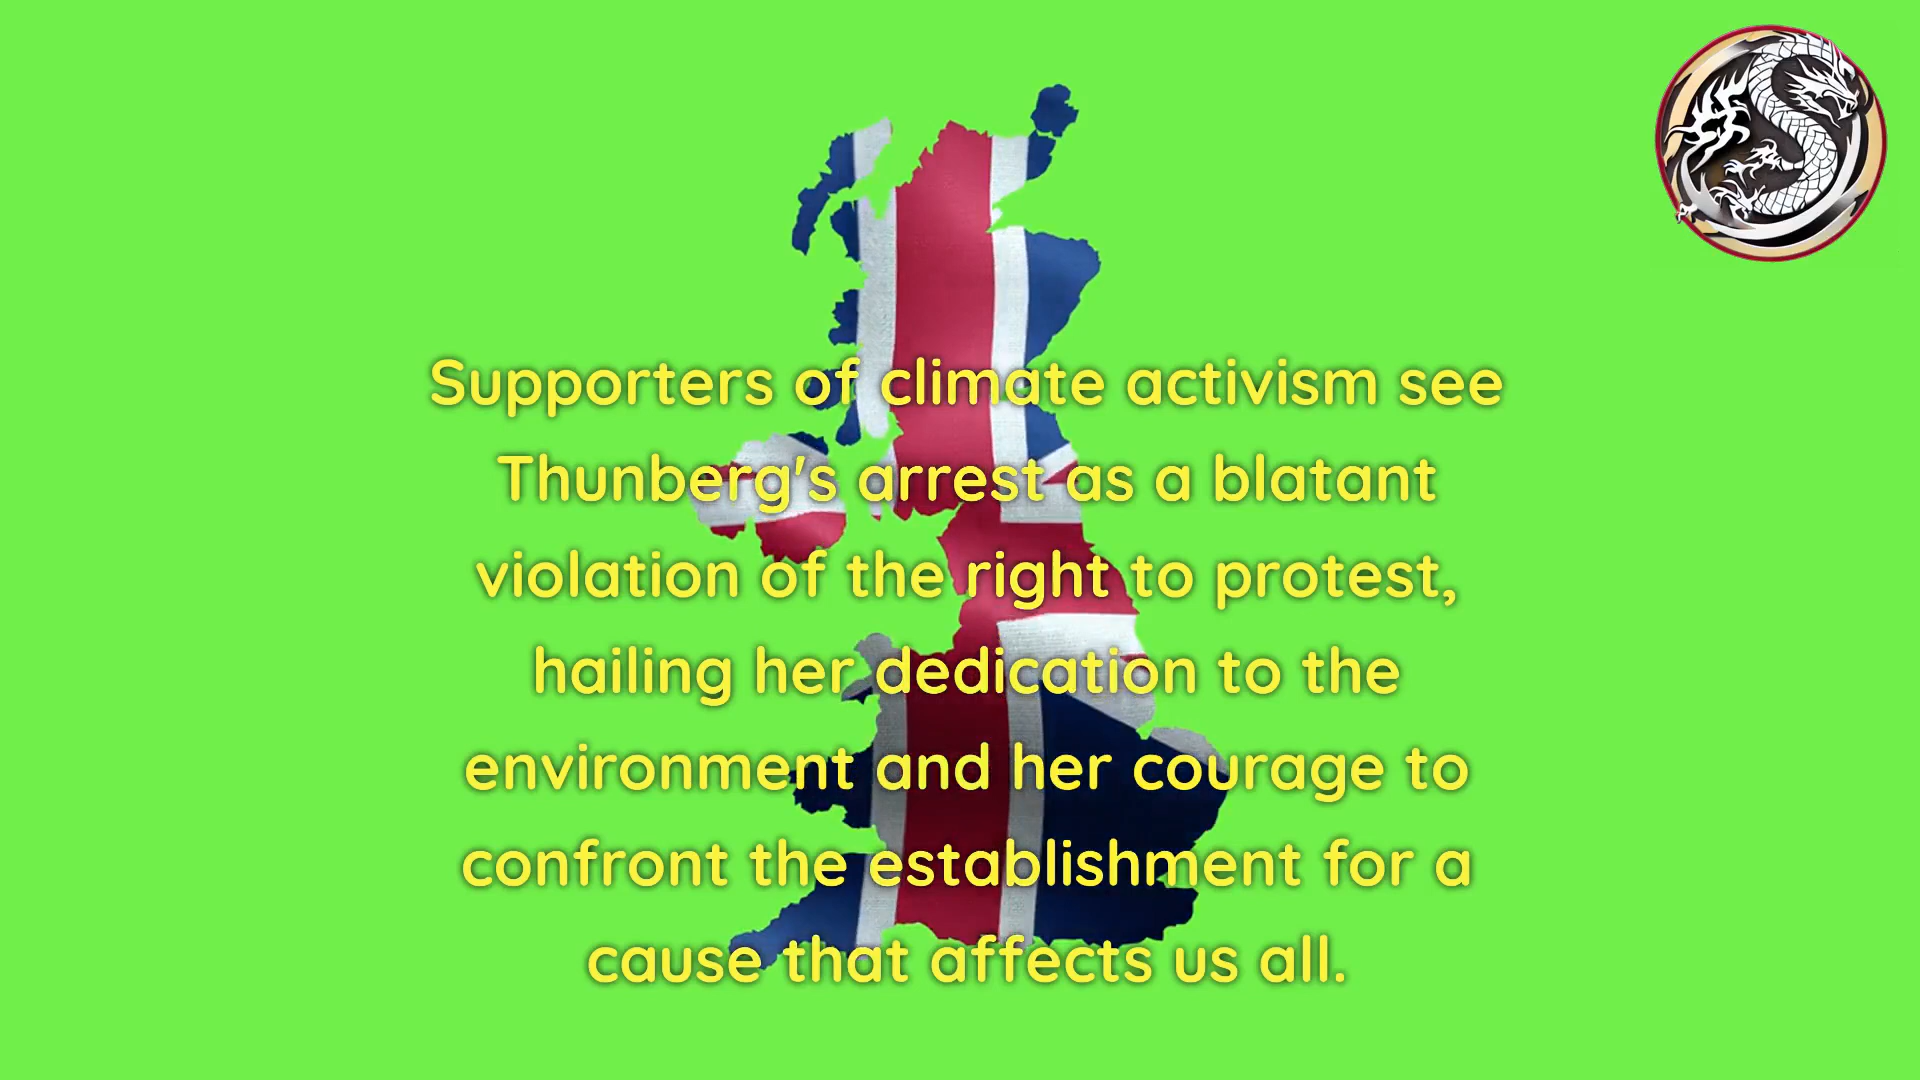 Supporters of climate activism see
Thunberg's arrest as a blatant
violation of the right to protest,
hailing her dedication to the
environment and her courage to
confront the establishment for a
cause that affects us all.